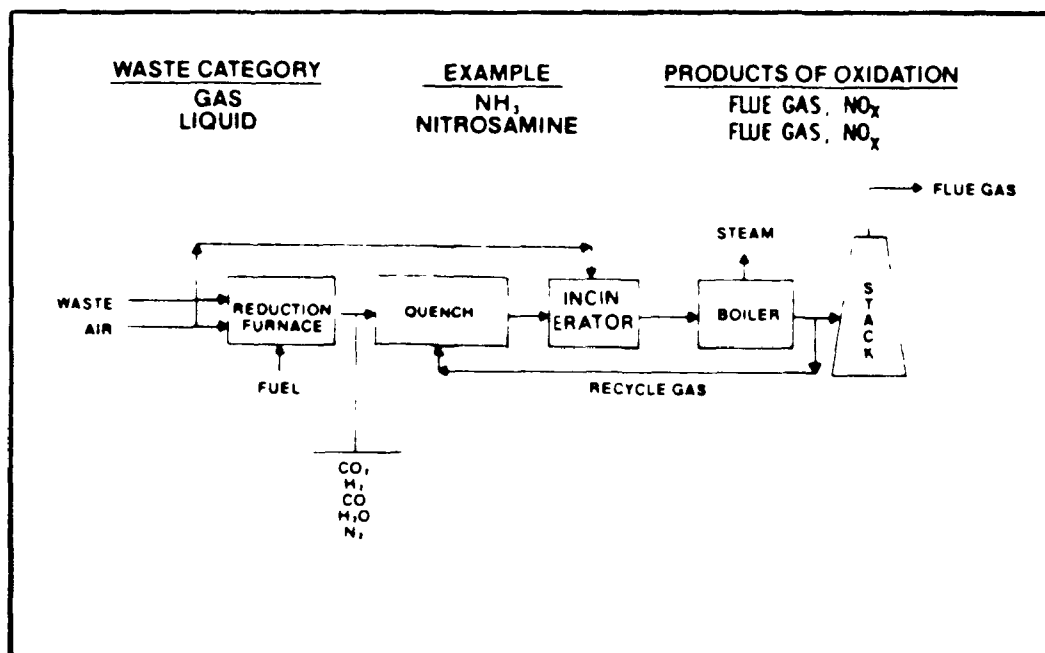 WASTE CATEGORY
GAS
LIQUID
EXAMPLE
NH₃
NITROSAMINE
PRODUCTS OF OXIDATION
FLUE GAS, NOₓ
FLUE GAS, NOₓ
FLUE GAS
STEAM
WASTE
AIR
REDUCTION
FURNACE
QUENCH
INCIN
ERATOR
BOILER
STACK
FUEL
RECYCLE GAS
CO₂
H₂
CO
H₂O
N₂